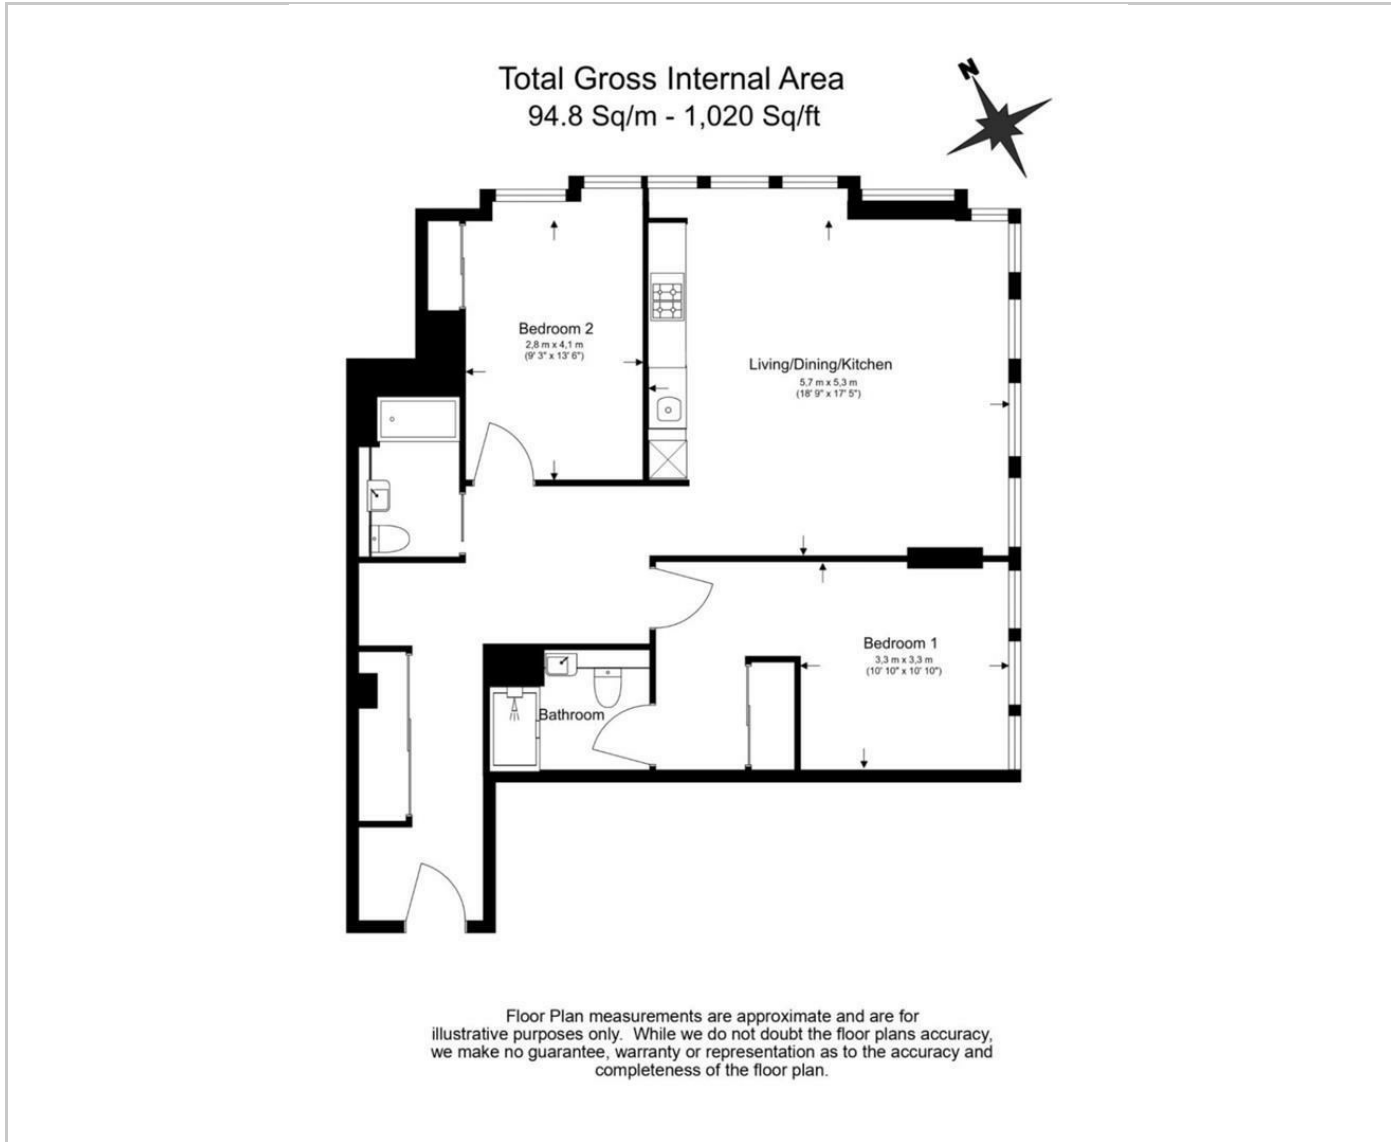 Total Gross Internal Area
94.8 Sq/m - 1,020 Sq/ft
N
Bedroom 2
2,8 m x 4,1 m
(9' 3" x 13' 6")
Living/Dining/Kitchen
5,7 m x 5,3 m
(18' 9" x 17' 5")
Bedroom 1
3,3 m x 3,3 m
(10' 10" x 10' 10")
Bathroom
Floor Plan measurements are approximate and are for
illustrative purposes only. While we do not doubt the floor plans accuracy,
we make no guarantee, warranty or representation as to the accuracy and
completeness of the floor plan.